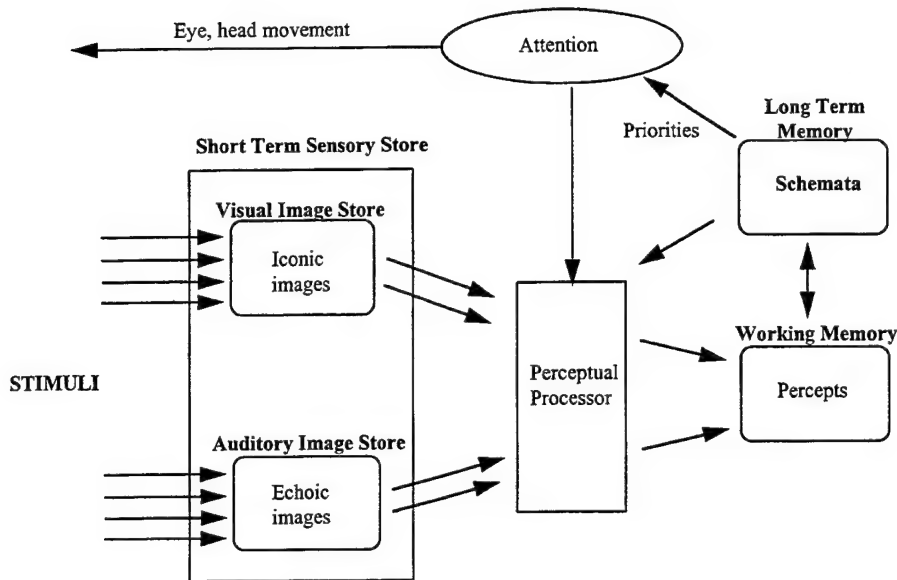 Eye, head movement
Attention
Long Term
Memory
Priorities
Short Term Sensory Store
Schemata
Visual Image Store
Iconic
images
Working Memory
Perceptual
Processor
Percepts
STIMULI
Auditory Image Store
Echoic
images